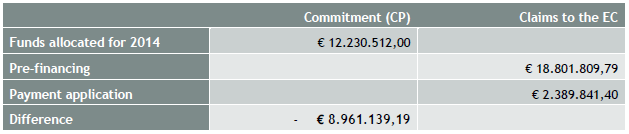 Commitment (CP) Claims to the EC
Funds allocated for 2014 € 12.230.512,00
Pre-financing € 18.801.809,79
Payment application € 2.389.841,40
Difference - € 8.961.139,19